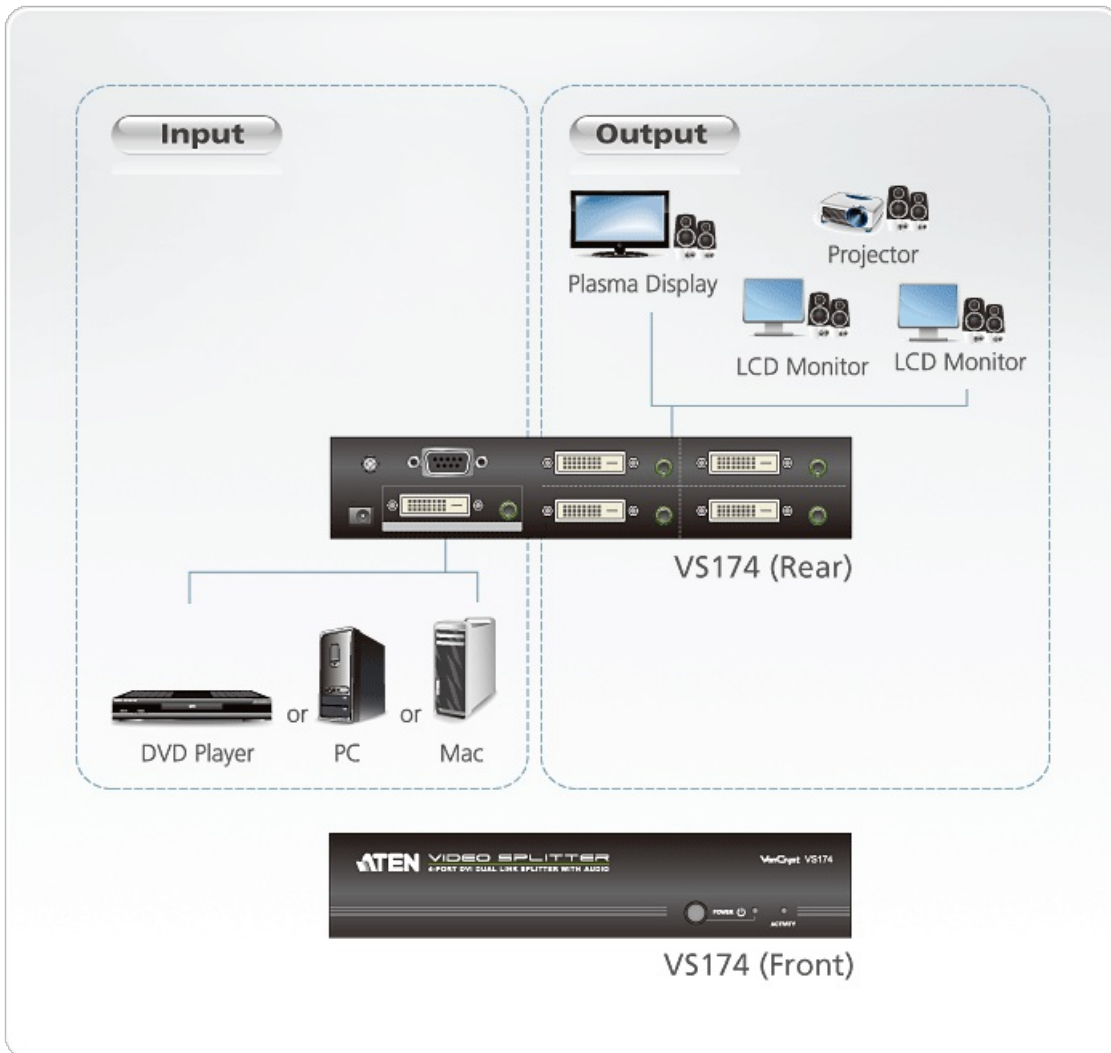 Input
Output
Plasma Display
Projector
LCD Monitor
LCD Monitor
VS174 (Rear)
DVD Player
or
PC
or
Mac
ATEN VIDEO SPLITTER
4-PORT DVI DUAL LINK SPLITTER WITH AUDIO
VanCryst VS174
POWER
ACTIVITY
VS174 (Front)